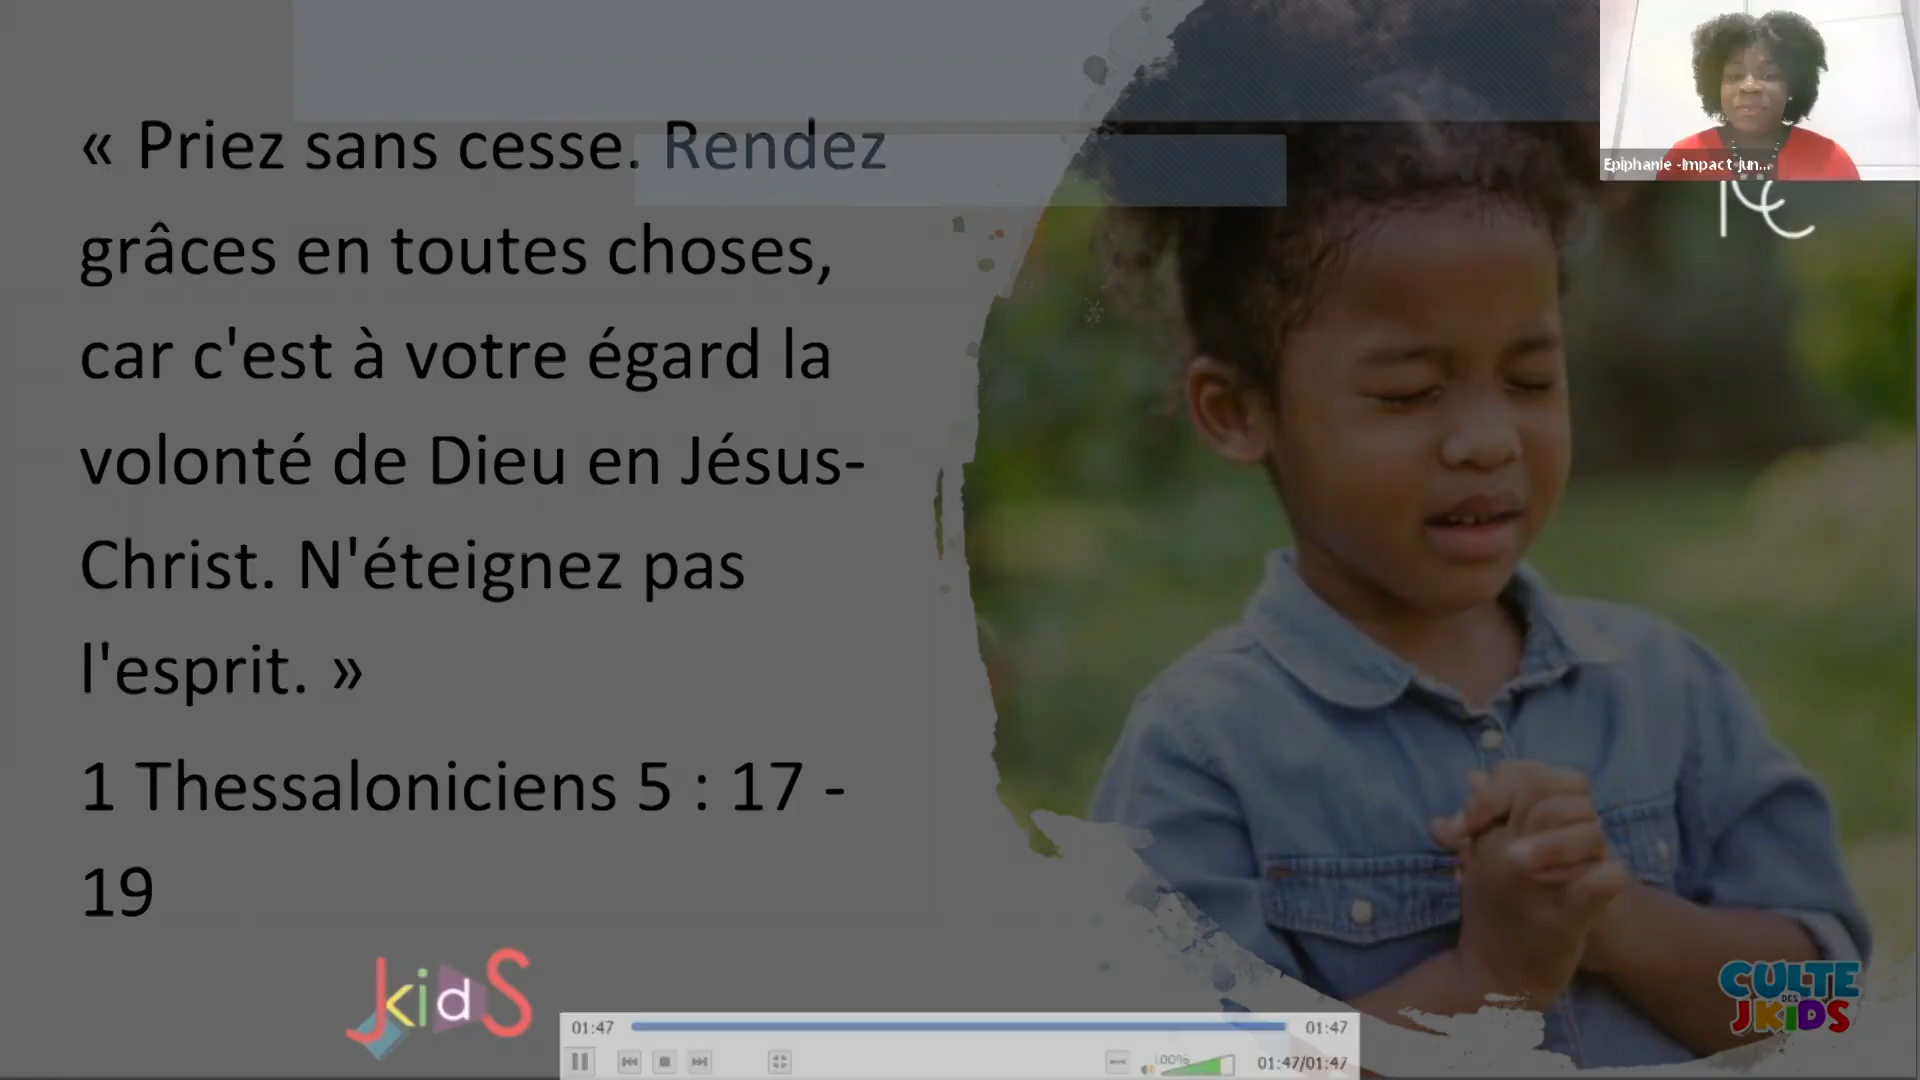 « Priez sans cesse. Rendez
grâces en toutes choses,
car c'est à votre égard la
volonté de Dieu en Jésus-
Christ. N'éteignez pas
l'esprit. »
1 Thessaloniciens 5 : 17 -
19
Epiphanie -Impact jun...
JkidS
CULTE
DES
JKIDS
01:47
01:47
100%
01:47/01:47